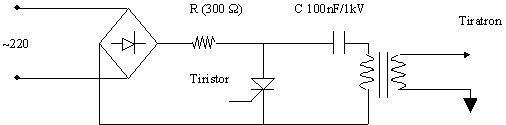 R (300 Ω)
C 100nF/1kV
Tiratron
~220
Tiristor